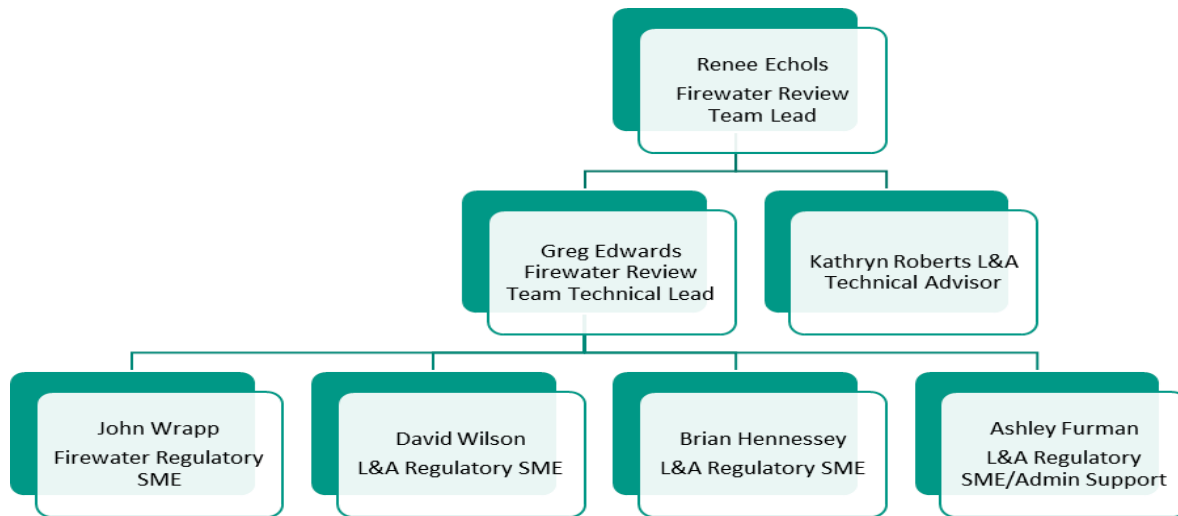 Renee Echols
Firewater Review
Team Lead
Greg Edwards
Firewater Review
Team Technical Lead
Kathryn Roberts L&A
Technical Advisor
John Wrapp
Firewater Regulatory
SME
David Wilson
L&A Regulatory SME
Brian Hennessey
L&A Regulatory SME
Ashley Furman
L&A Regulatory
SME/Admin Support